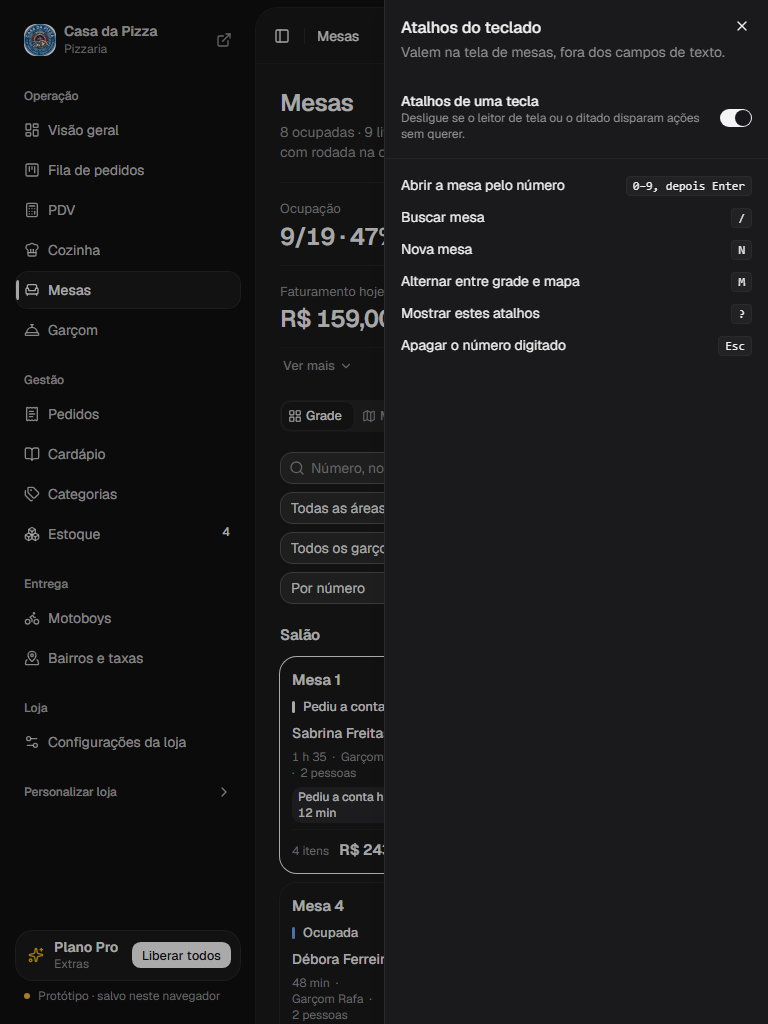 Casa da Pizza
Pizzaria
Operação
Visão geral
Fila de pedidos
PDV
Cozinha
Mesas
Garçom
Gestão
Pedidos
Cardápio
Categorias
Estoque 4
Entrega
Motoboys
Bairros e taxas
Loja
Configurações da loja
Personalizar loja
Plano Pro
Extras
Liberar todos
Protótipo · salvo neste navegador
Mesas
Mesas
8 ocupadas · 9 li
com rodada na c
Ocupação
9/19 · 47%
Faturamento hoje
R$ 159,00
Ver mais
Grade
Número, no
Todas as áreas
Todos os garço
Por número
Salão
Mesa 1
Pediu a conta
Sabrina Freitas
1 h 35 · Garçom
· 2 pessoas
Pediu a conta h
12 min
4 itens R$ 243
Mesa 4
Ocupada
Débora Ferreir
48 min ·
Garçom Rafa ·
2 pessoas
Atalhos do teclado
Valem na tela de mesas, fora dos campos de texto.
Atalhos de uma tecla
Desligue se o leitor de tela ou o ditado disparam ações
sem querer.
Abrir a mesa pelo número 0–9, depois Enter
Buscar mesa /
Nova mesa N
Alternar entre grade e mapa M
Mostrar estes atalhos ?
Apagar o número digitado Esc